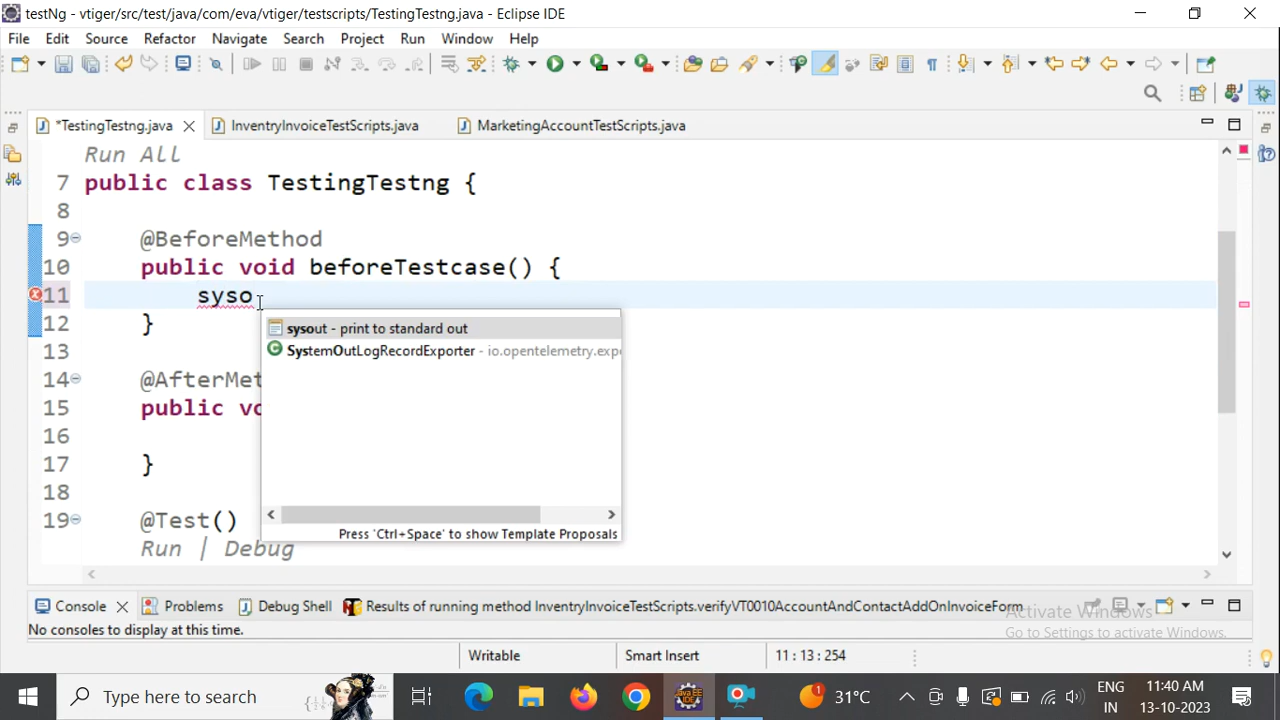 testNg - vtiger/src/test/java/com/eva/vtiger/testscripts/TestingTestng.java - Eclipse IDE
File Edit Source Refactor Navigate Search Project Run Window Help
*TestingTestng.java InventryInvoiceTestScripts.java MarketingAccountTestScripts.java
Run All
7 public class TestingTestng {
8
9 @BeforeMethod
10 public void beforeTestcase() {
11 syso
sysout - print to standard out
12 }
SystemOutLogRecordExporter - io.opentelemetry.expo
13
14 @AfterMet
15 public vo
16
17 }
18
19 @Test()
Press 'Ctrl+Space' to show Template Proposals
Run | Debug
Console Problems Debug Shell Results of running method InventryInvoiceTestScripts.verifyVT0010AccountAndContactAddOnInvoiceForm
Activate Windows
No consoles to display at this time.
Go to Settings to activate Windows.
Writable Smart Insert 11 : 13 : 254
Type here to search
1 31°C
ENG
IN
11:40 AM
13-10-2023